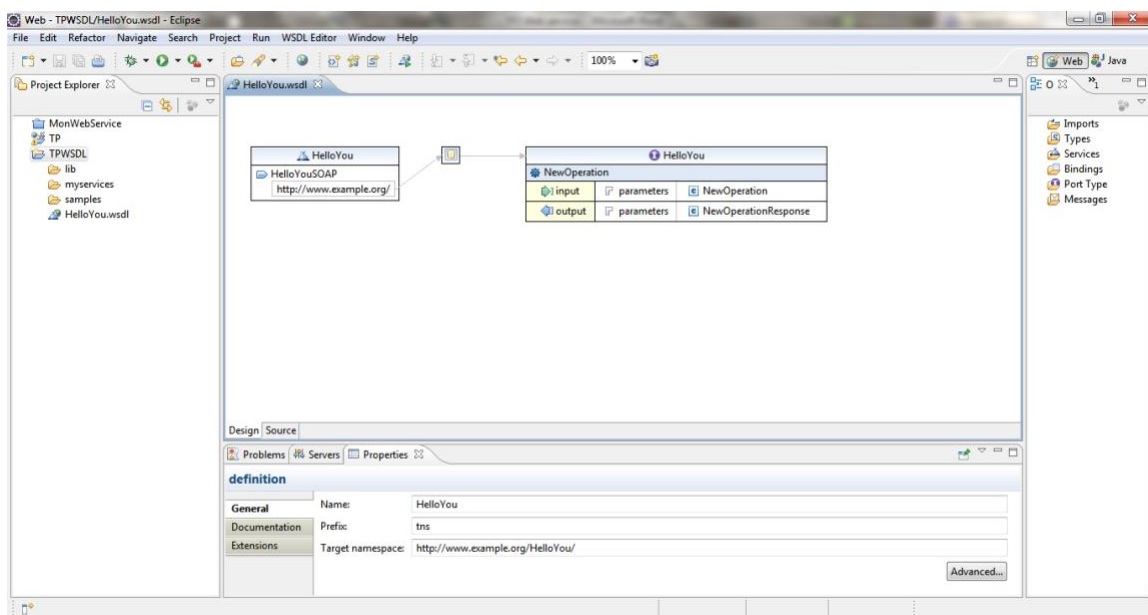 Web - TPWSDL/HelloYou.wsdl - Eclipse
File Edit Refactor Navigate Search Project Run WSDL Editor Window Help
100%
Web Java
Project Explorer
HelloYou.wsdl
O
1
MonWebService
TP
TPWSDL
lib
myservices
samples
HelloYou.wsdl
HelloYou
HelloYouSOAP
http://www.example.org/
HelloYou
NewOperation
input parameters NewOperation
output parameters NewOperationResponse
Imports
Types
Services
Bindings
Port Type
Messages
Design Source
Problems Servers Properties
definition
General
Documentation
Extensions
Name: HelloYou
Prefix: tns
Target namespace: http://www.example.org/HelloYou/
Advanced...